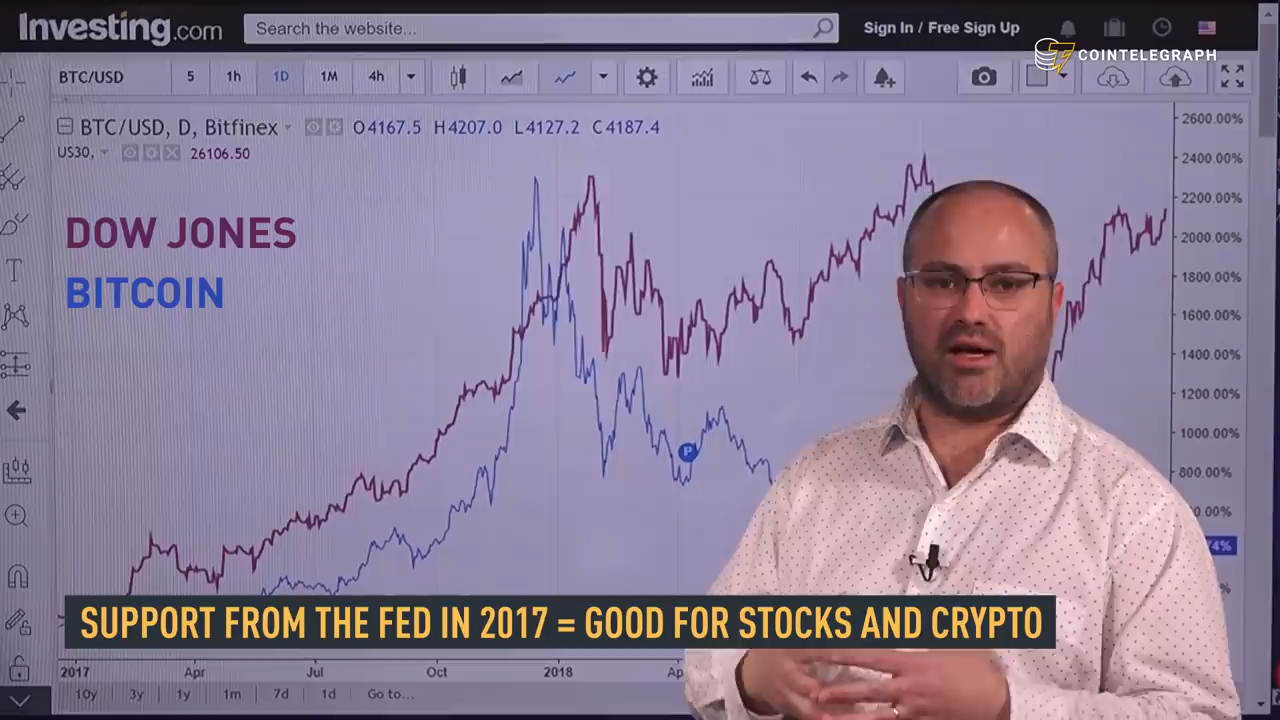 Investing.com
Search the website...
Sign In / Free Sign Up
COINTELEGRAPH
BTC/USD
5
1h
1D
1M
4h
BTC/USD, D, Bitfinex
O4167.5 H4207.0 L4127.2 C4187.4
US30,
26106.50
DOW JONES
BITCOIN
T
P
2600.00%
2400.00%
2200.00%
2000.00%
1800.00%
1600.00%
1400.00%
1200.00%
1000.00%
800.00%
SUPPORT FROM THE FED IN 2017 = GOOD FOR STOCKS AND CRYPTO
2017
Apr
Jul
Oct
2018
10y
3y
1y
1m
7d
1d
Go to...